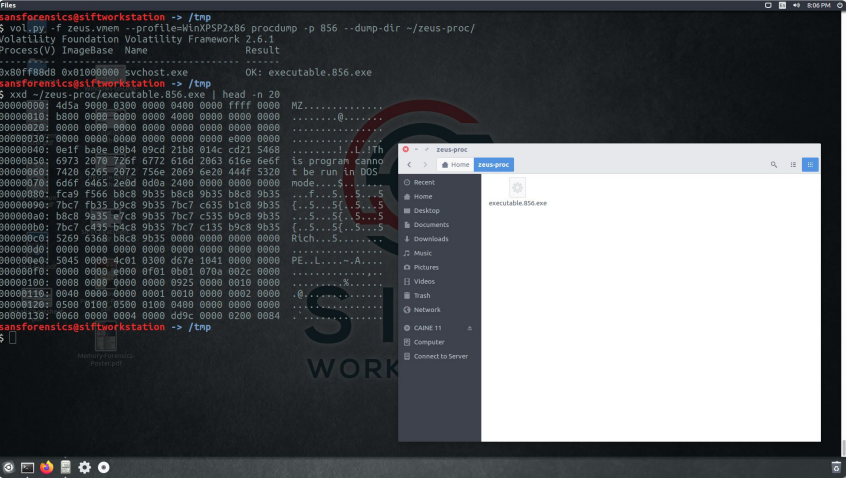 Files
8:06 PM
sansforensics@siftworkstation -> /tmp
$ vol.py -f zeus.vmem --profile=WinXPSP2x86 procdump -p 856 --dump-dir ~/zeus-proc/
Volatility Foundation Volatility Framework 2.6.1
Process(V) ImageBase  Name                 Result
---------- ---------- -------------------- ------
0x80ff88d8 0x01000000 svchost.exe          OK: executable.856.exe
sansforensics@siftworkstation -> /tmp
$ xxd ~/zeus-proc/executable.856.exe | head -n 20
00000000: 4d5a 9000 0300 0000 0400 0000 ffff 0000  MZ..............
00000010: b800 0000 0000 0000 4000 0000 0000 0000  ........@.......
00000020: 0000 0000 0000 0000 0000 0000 0000 0000  ................
00000030: 0000 0000 0000 0000 0000 0000 e000 0000  ................
00000040: 0e1f ba0e 00b4 09cd 21b8 014c cd21 5468  ........!..L.!Th
00000050: 6973 2070 726f 6772 616d 2063 616e 6e6f  is program canno
00000060: 7420 6265 2072 756e 2069 6e20 444f 5320  t be run in DOS
00000070: 6d6f 6465 2e0d 0d0a 2400 0000 0000 0000  mode....$.......
00000080: fca9 f566 b8c8 9b35 b8c8 9b35 b8c8 9b35  ...f...5...5...5
00000090: 7bc7 fb35 b9c8 9b35 7bc7 c635 b1c8 9b35  {..5...5{..5...5
000000a0: b8c8 9a35 e7c8 9b35 7bc7 c535 b9c8 9b35  ...5...5{..5...5
000000b0: 7bc7 c435 b4c8 9b35 7bc7 c135 b9c8 9b35  {..5...5{..5...5
000000c0: 5269 6368 b8c8 9b35 0000 0000 0000 0000  Rich...5........
000000d0: 0000 0000 0000 0000 0000 0000 0000 0000  ................
000000e0: 5045 0000 4c01 0300 d67e 1041 0000 0000  PE..L....~.A....
000000f0: 0000 0000 e000 0f01 0b01 070a 002c 0000  .............,..
00000100: 0008 0000 0000 0000 0925 0000 0010 0000  .........%......
00000110: 0040 0000 0000 0001 0010 0000 0002 0000  .@..............
00000120: 0500 0100 0500 0100 0400 0000 0000 0000  ................
00000130: 0060 0000 0004 0000 dd9c 0000 0200 0084  .`..............
sansforensics@siftworkstation -> /tmp
$
Memory-Forensics-
Poster.pdf
zeus-proc
Home
zeus-proc
Recent
Home
Desktop
Documents
Downloads
Music
Pictures
Videos
Trash
Network
CAINE 11
Computer
Connect to Server
executable.856.exe
S
WORK